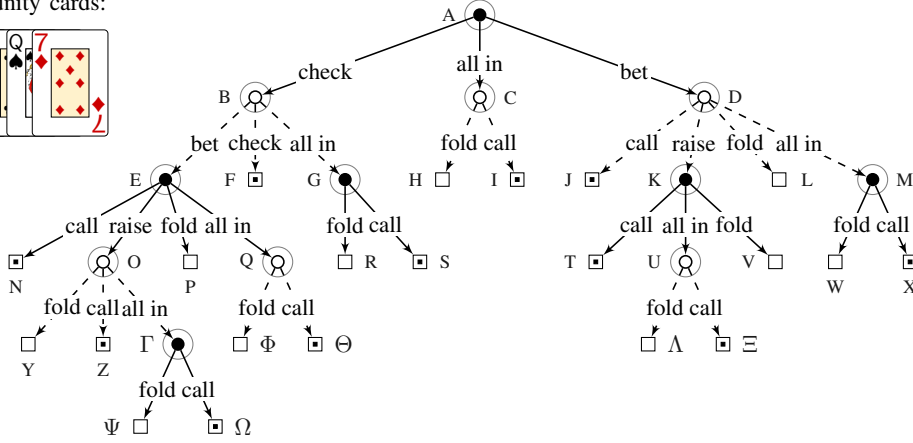 nity cards:
Q 7
7
A
check all in bet
B C D
bet check all in fold call call raise fold all in
E F G H I J K L M
call raise fold all in fold call call all in fold fold call
N O P Q R S T U V W X
fold call all in fold call fold call
Y Z Γ Φ Θ Λ Ξ
fold call
Ψ Ω